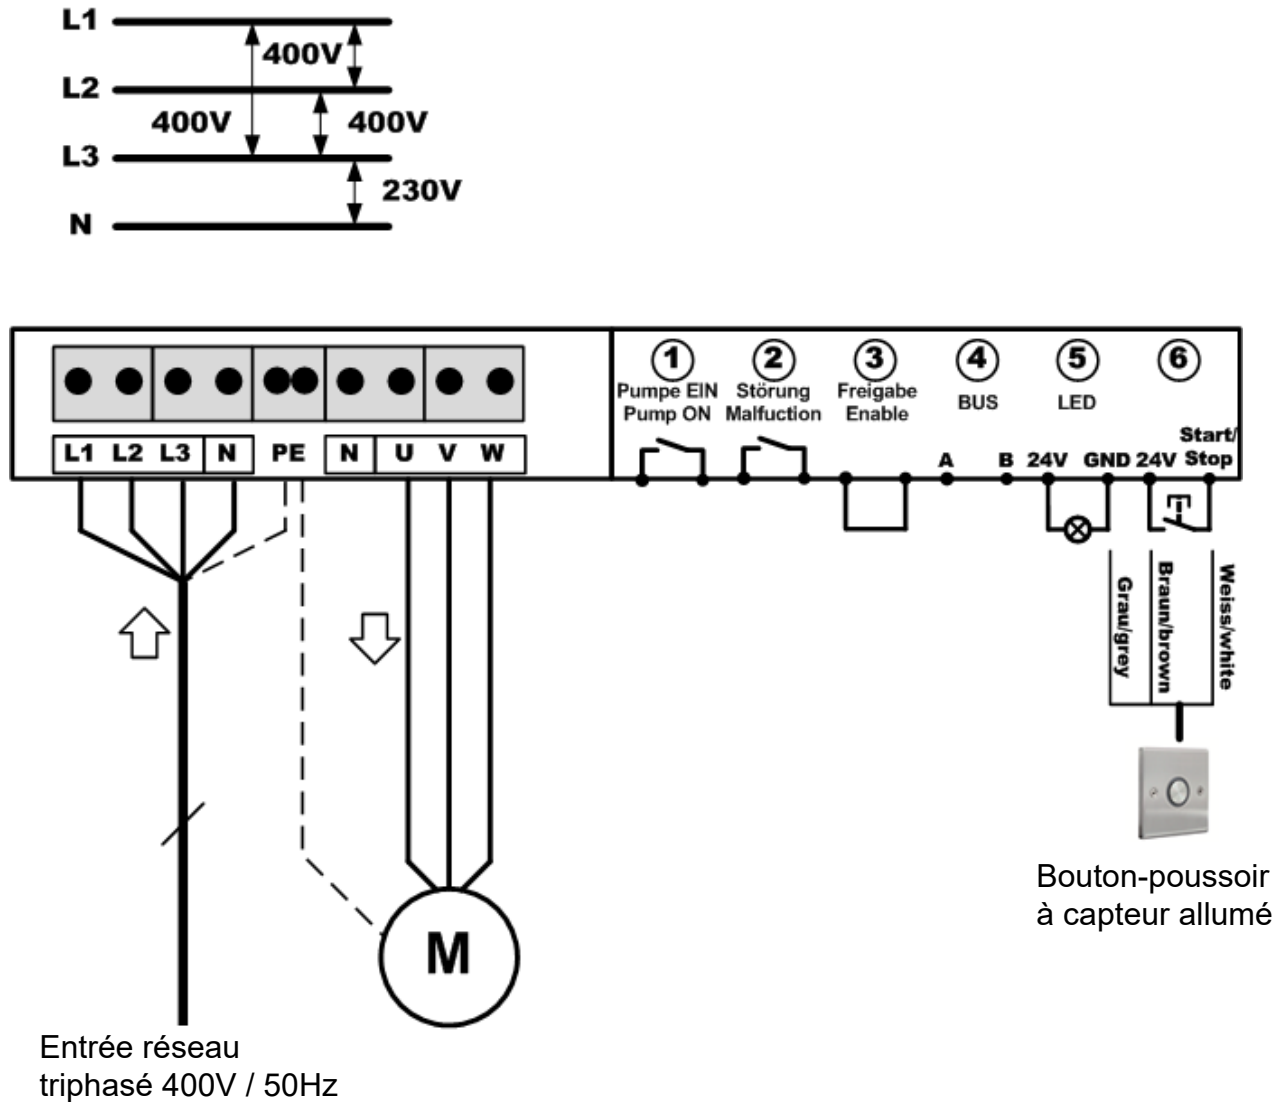 L1
400V
L2
400V
400V
L3
230V
N
1
2
3
4
5
6
Pumpe EIN
Pump ON
Störung
Malfuction
Freigabe
Enable
BUS
LED
Start/
Stop
L1 L2 L3 N PE N U V W
A B 24V GND 24V
Grau/grey
Braun/brown
Weiss/white
Bouton-poussoir
à capteur allumé
M
Entrée réseau
triphasé 400V / 50Hz